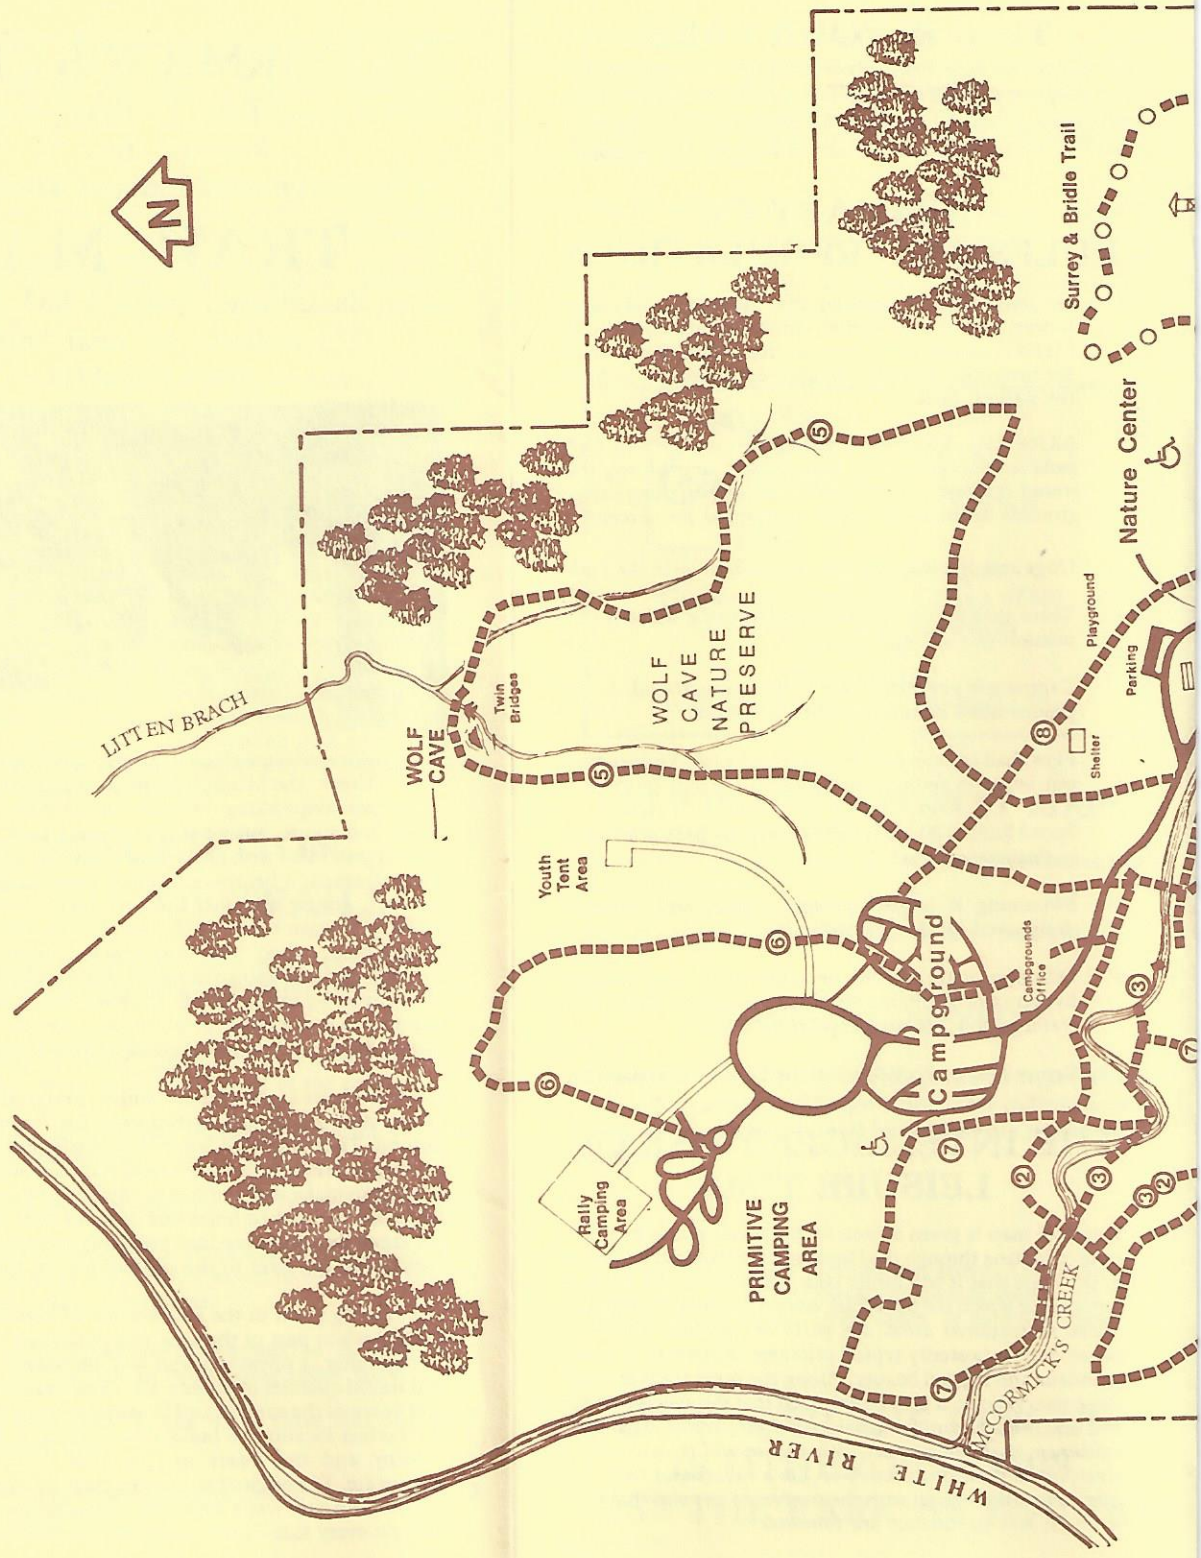 N
LITTEN BRACH
WOLF
CAVE
Twin
Bridges
WOLF
CAVE
NATURE
PRESERVE
5
5
Surrey & Bridle Trail
Nature Center
Playground
Parking
8
Shelter
Youth
Tent
Area
6
6
Campground
Campgrounds
Office
Rally
Camping
Area
PRIMITIVE
CAMPING
AREA
7
7
7
2
3
3
3
2
McCORMICK'S CREEK
WHITE RIVER